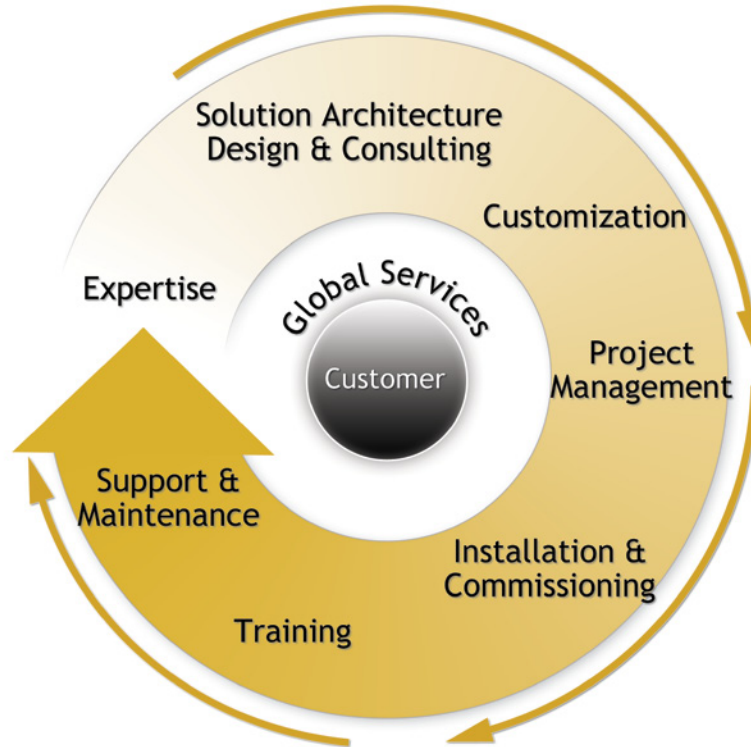 Solution Architecture
Design & Consulting
Customization
Expertise
Global Services
Customer
Project
Management
Support &
Maintenance
Installation &
Commissioning
Training